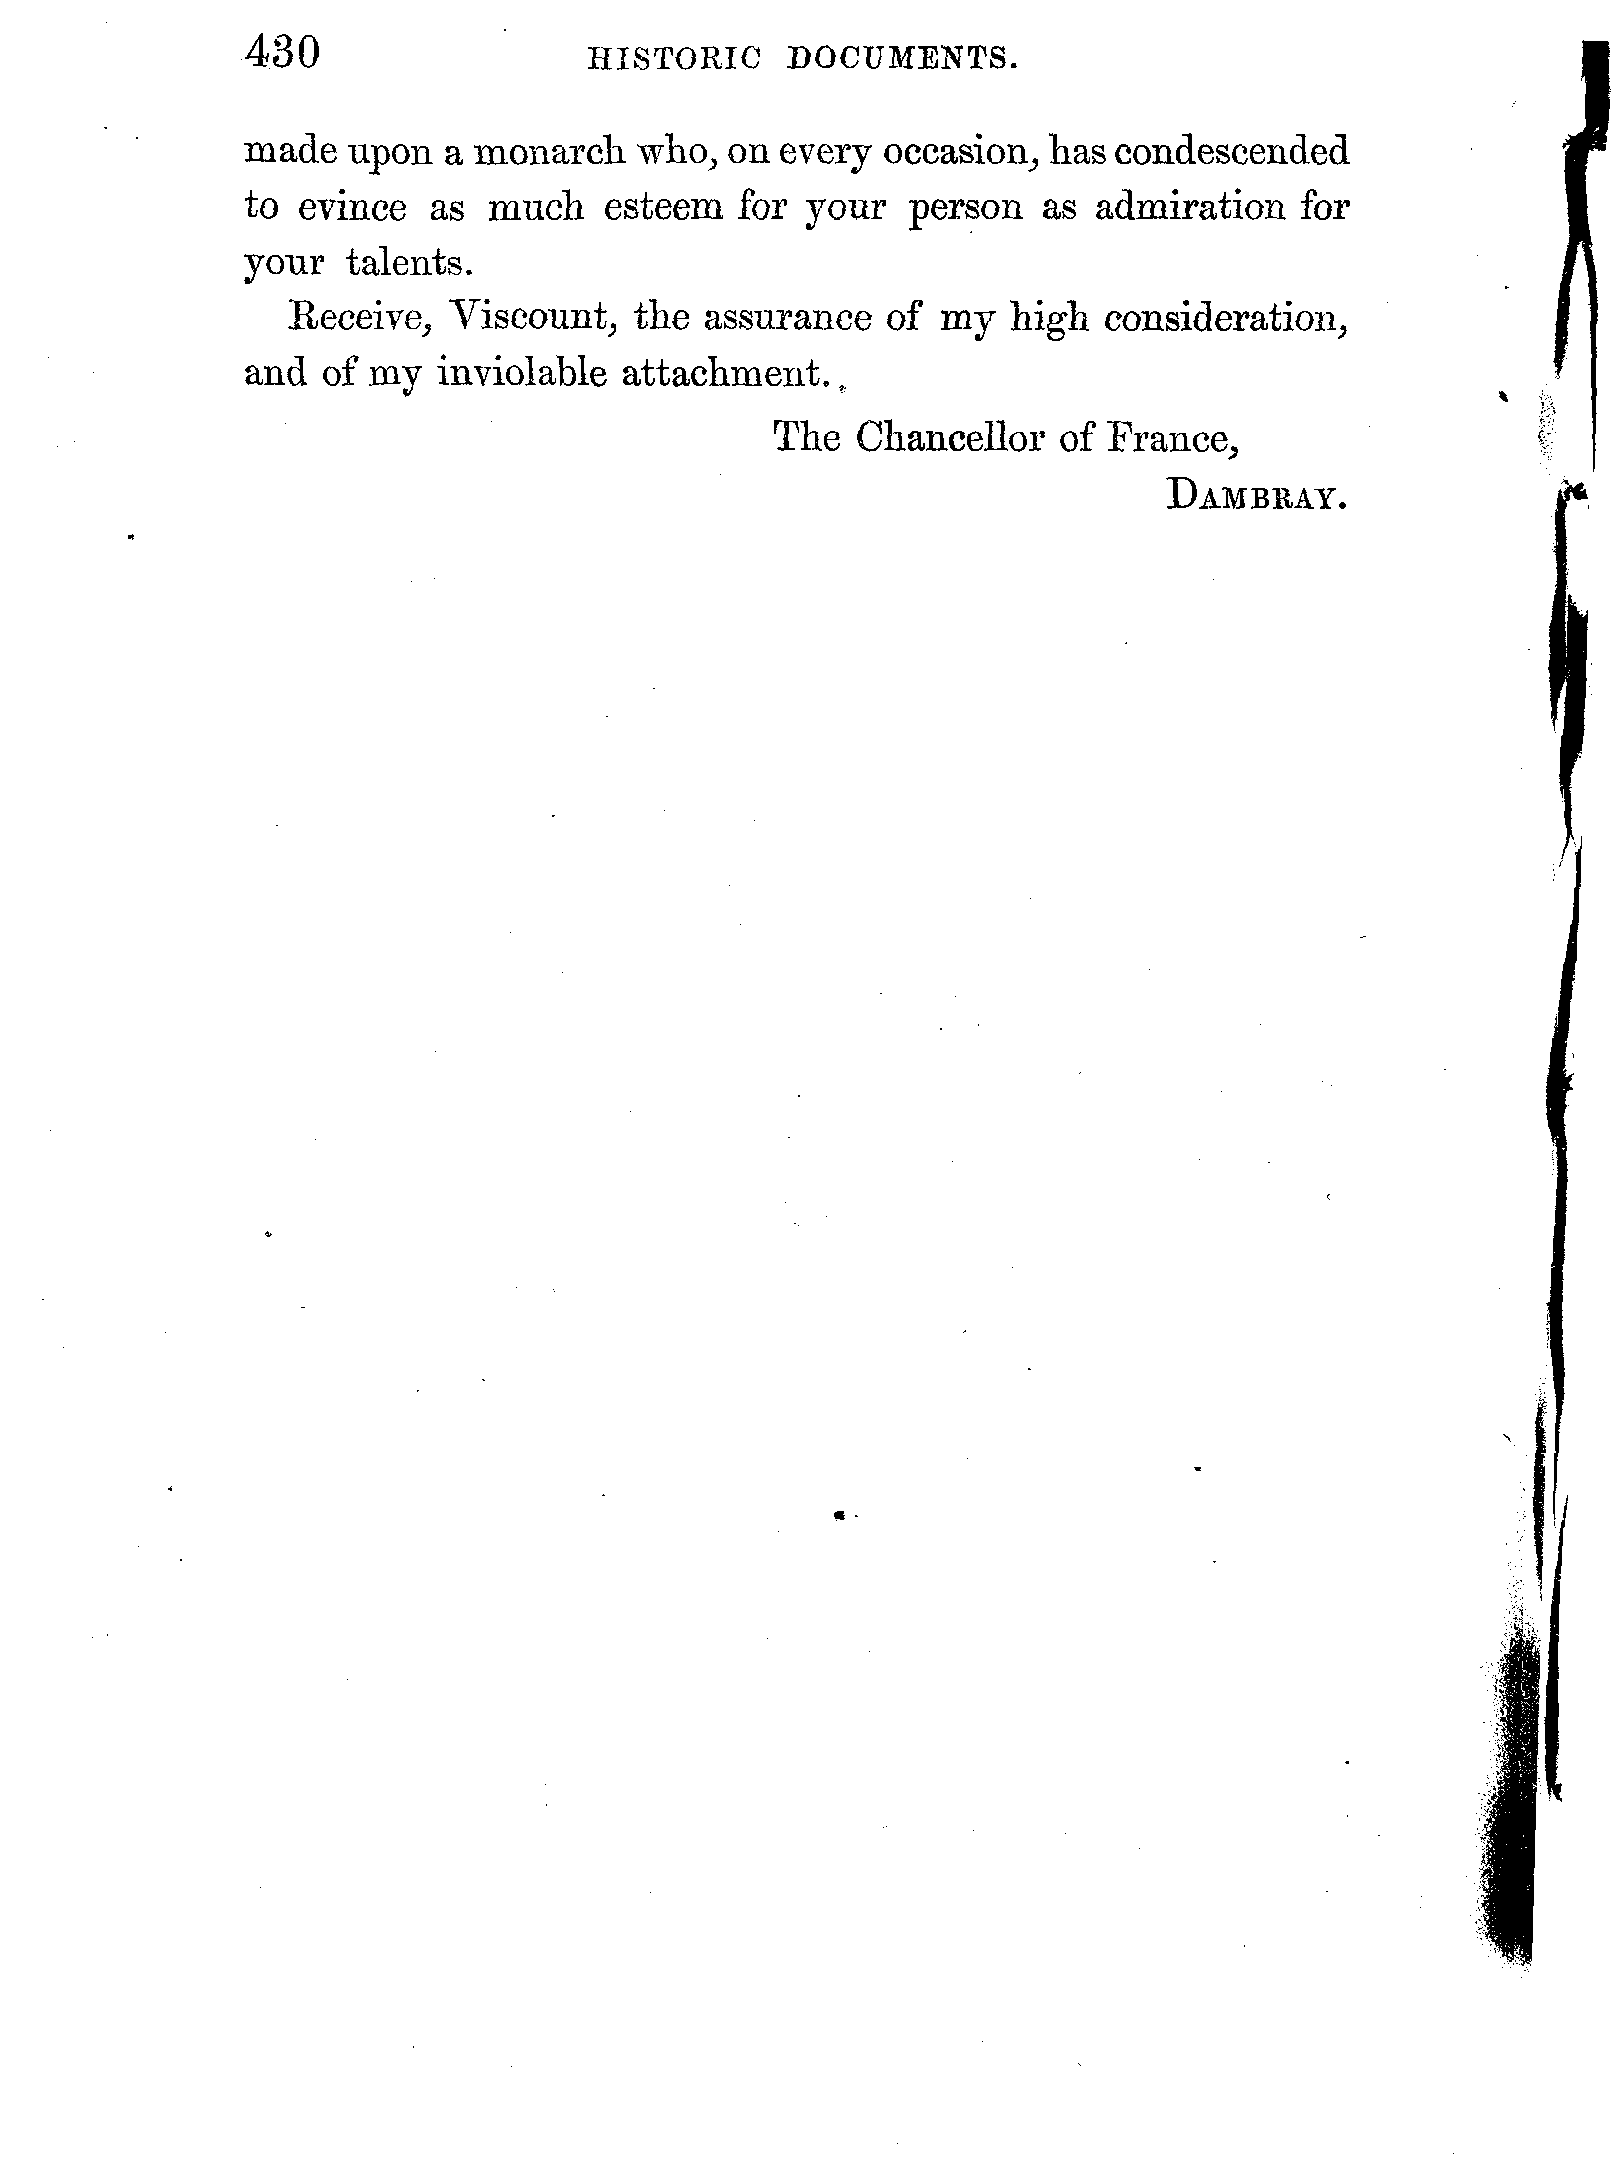 430 HISTORIC DOCUMENTS.
made upon a monarch who, on every occasion, has condescended
to evince as much esteem for your person as admiration for
your talents.
Receive, Viscount, the assurance of my high consideration,
and of my inviolable attachment.
The Chancellor of France,
DAMBRAY.